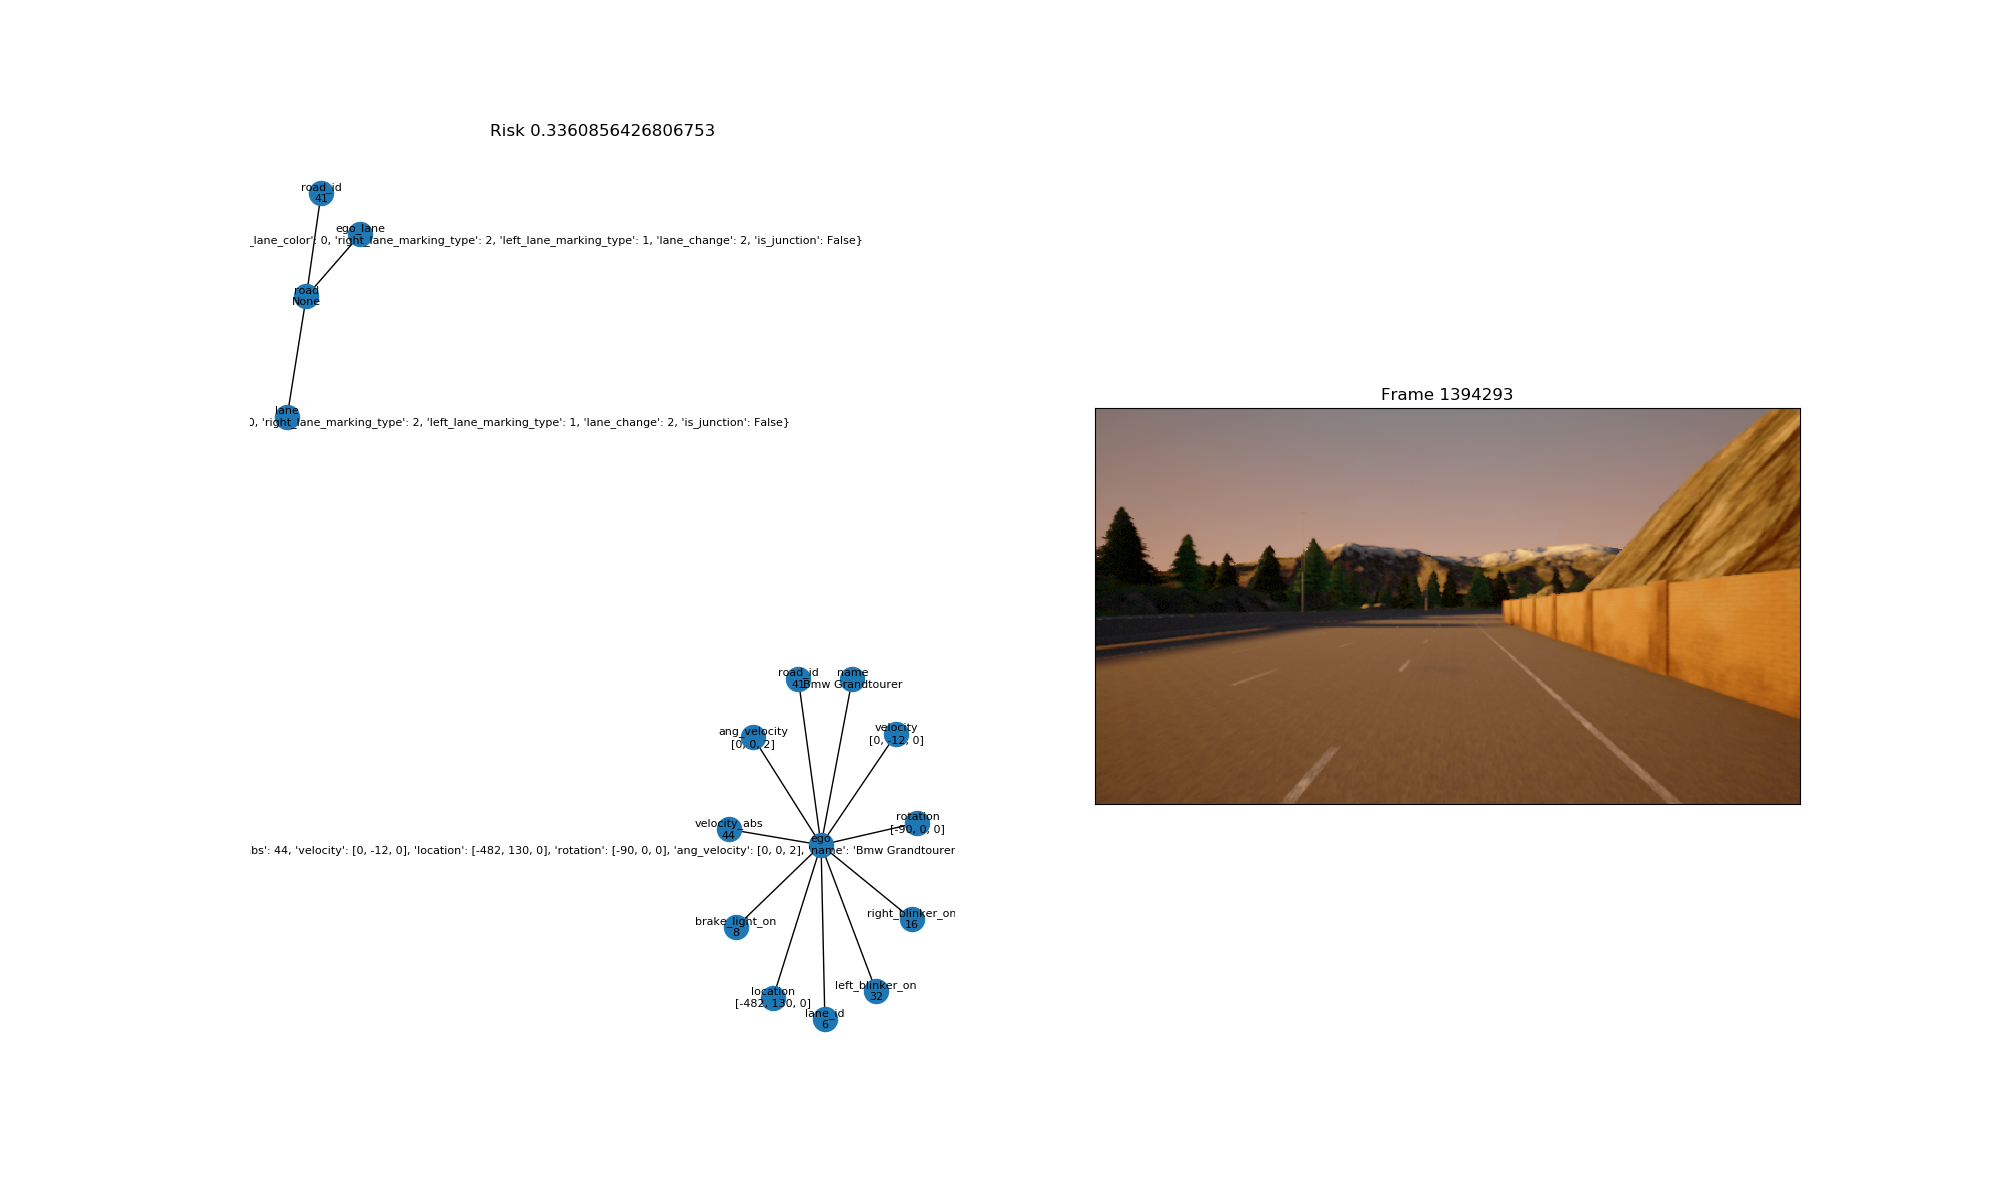 Risk 0.3360856426806753
road_id
41
ego_lane
_lane_color': 0, 'right_lane_marking_type': 2, 'left_lane_marking_type': 1, 'lane_change': 2, 'is_junction': False}
road
None
lane
0, 'right_lane_marking_type': 2, 'left_lane_marking_type': 1, 'lane_change': 2, 'is_junction': False}
Frame 1394293
road_id
41
name
Bmw Grandtourer
ang_velocity
[0, 0, 2]
velocity
[0, -12, 0]
velocity_abs
44
rotation
[-90, 0, 0]
ego
bs': 44, 'velocity': [0, -12, 0], 'location': [-482, 130, 0], 'rotation': [-90, 0, 0], 'ang_velocity': [0, 0, 2], 'name': 'Bmw Grandtourer
brake_light_on
8
right_blinker_on
16
location
[-482, 130, 0]
left_blinker_on
32
lane_id
6